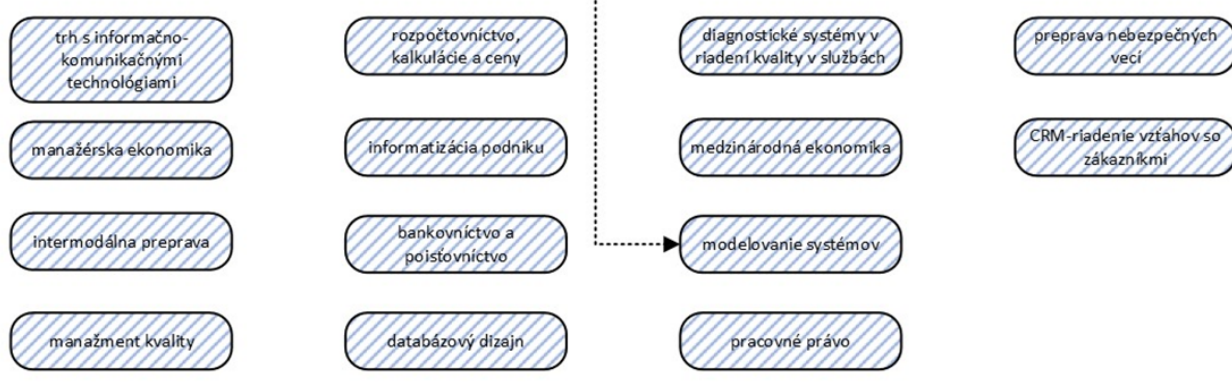 trh s informačno-
komunikačnými
technológiami
rozpočtovníctvo,
kalkulácie a ceny
diagnostické systémy v
riadení kvality v službách
preprava nebezpečných
vecí
manažérska ekonomika
informatizácia podniku
medzinárodná ekonomika
CRM-riadenie vzťahov so
zákazníkmi
intermodálna preprava
bankovníctvo a
poisťovníctvo
modelovanie systémov
manažment kvality
databázový dizajn
pracovné právo